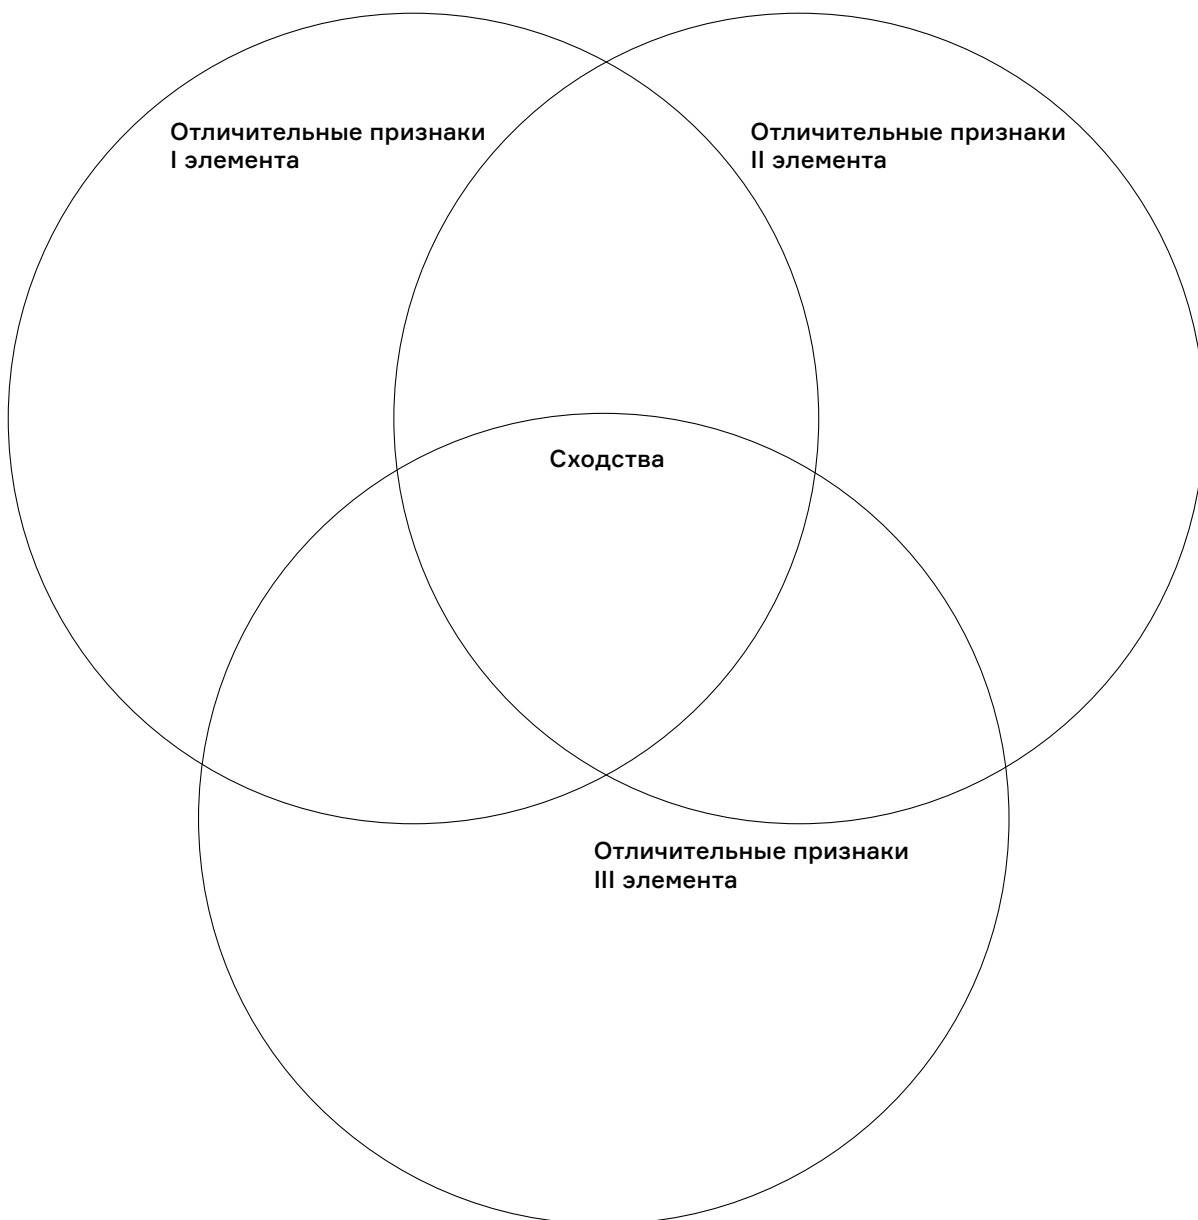 Отличительные признаки
I элемента
Отличительные признаки
II элемента
Сходства
Отличительные признаки
III элемента